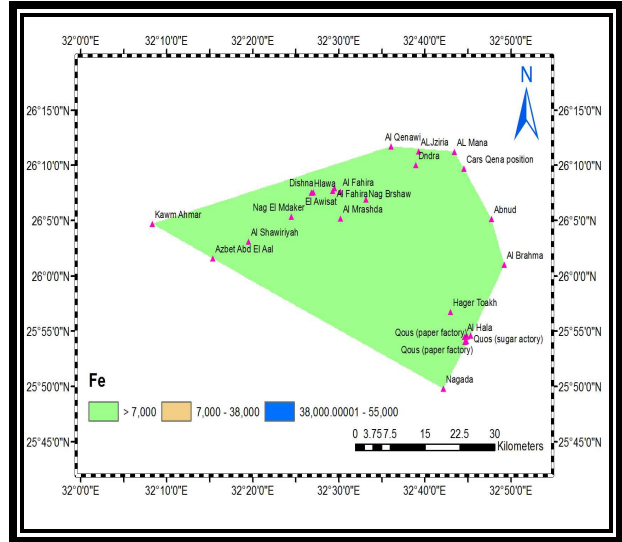 32°0'0"E 32°10'0"E 32°20'0"E 32°30'0"E 32°40'0"E 32°50'0"E
N
26°15'0"N 26°15'0"N
Al Qenawi ALJziria AL Mana
26°10'0"N 26°10'0"N
Dndra Cars Qena position
Dishna Hlawa Al Fahira
El Awisat Al Fahira Nag Brshaw
Kawm Ahmar Nag El Mdaker Al Mrashda Abnud
26°5'0"N 26°5'0"N
Al Shawiriyah
Azbet Abd El Aal Al Brahma
26°0'0"N 26°0'0"N
Hager Toakh
25°55'0"N 25°55'0"N
Al Hala
Qous (paper factory) Quos (sugar actory)
Qous (paper factory)
Nagada
25°50'0"N 25°50'0"N
Fe
> 7,000 7,000 - 38,000 38,000.00001 - 55,000
0 3.75 7.5 15 22.5 30
Kilometers
25°45'0"N 25°45'0"N
32°0'0"E 32°10'0"E 32°20'0"E 32°30'0"E 32°40'0"E 32°50'0"E